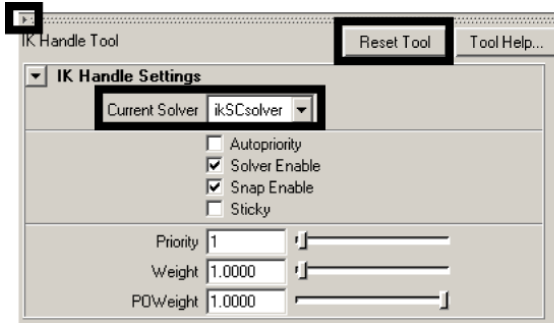 IK Handle Tool Reset Tool Tool Help...
IK Handle Settings
Current Solver ikSCsolver
Autopriority
Solver Enable
Snap Enable
Sticky
Priority 1
Weight 1.0000
POWeight 1.0000